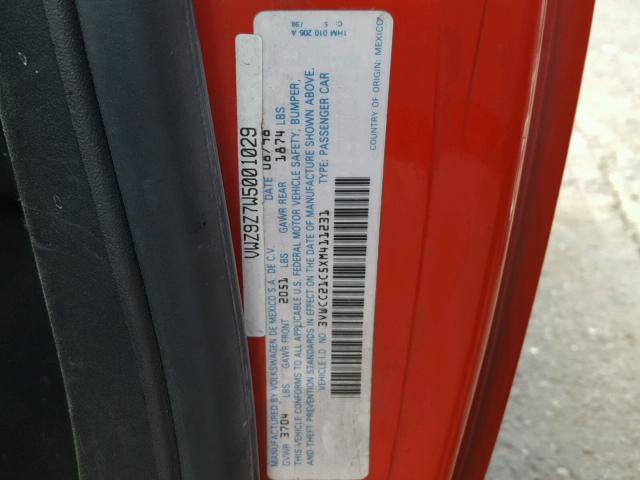 VWZ9Z7W5001029
MANUFACTURED BY VOLKSWAGEN DE MEXICO S.A. DE C.V. DATE 08/98
GVWR 3704 LBS GAWR FRONT 2051 LBS GAWR REAR 1874 LBS
THIS VEHICLE CONFORMS TO ALL APPLICABLE U.S. FEDERAL MOTOR VEHICLE SAFETY, BUMPER,
AND THEFT PREVENTION STANDARDS IN EFFECT ON THE DATE OF MANUFACTURE SHOWN ABOVE.
VEHICLE-I.D. NO. 3VWCC21C5XM411231 TYPE: PASSENGER CAR
1HM 010 205 A COUNTRY OF ORIGIN: MEXICO